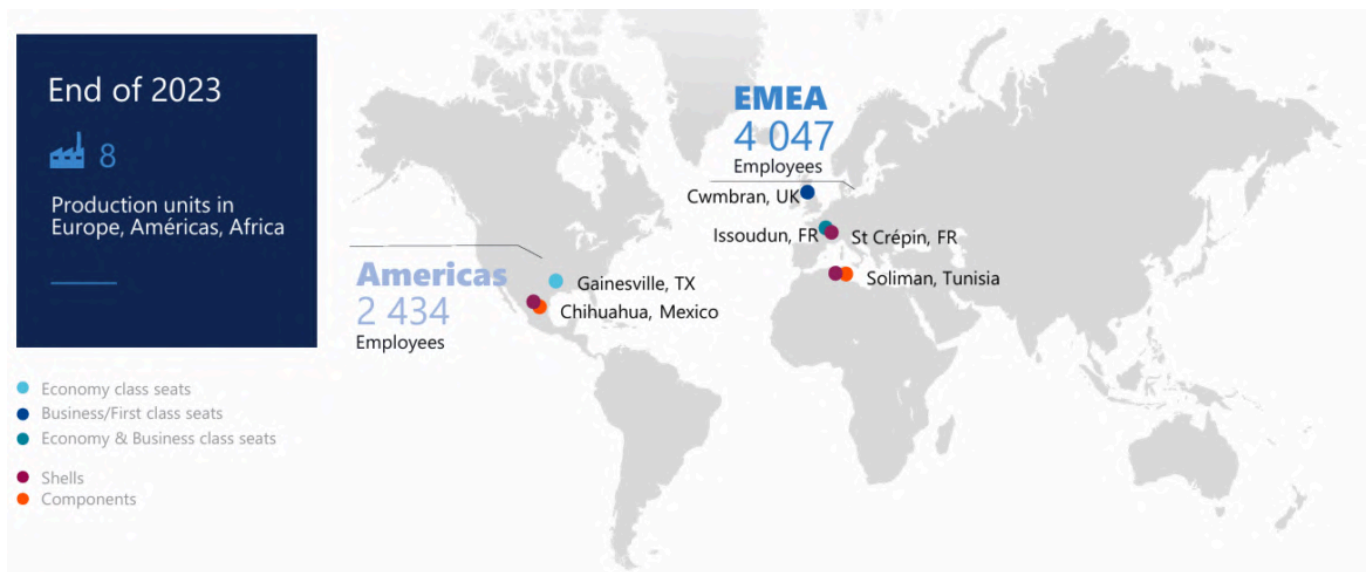 End of 2023
8
Production units in
Europe, Américas, Africa
EMEA
4 047
Employees
Cwmbran, UK
Issoudun, FR
St Crépin, FR
Soliman, Tunisia
Americas
2 434
Employees
Gainesville, TX
Chihuahua, Mexico
Economy class seats
Business/First class seats
Economy & Business class seats
Shells
Components